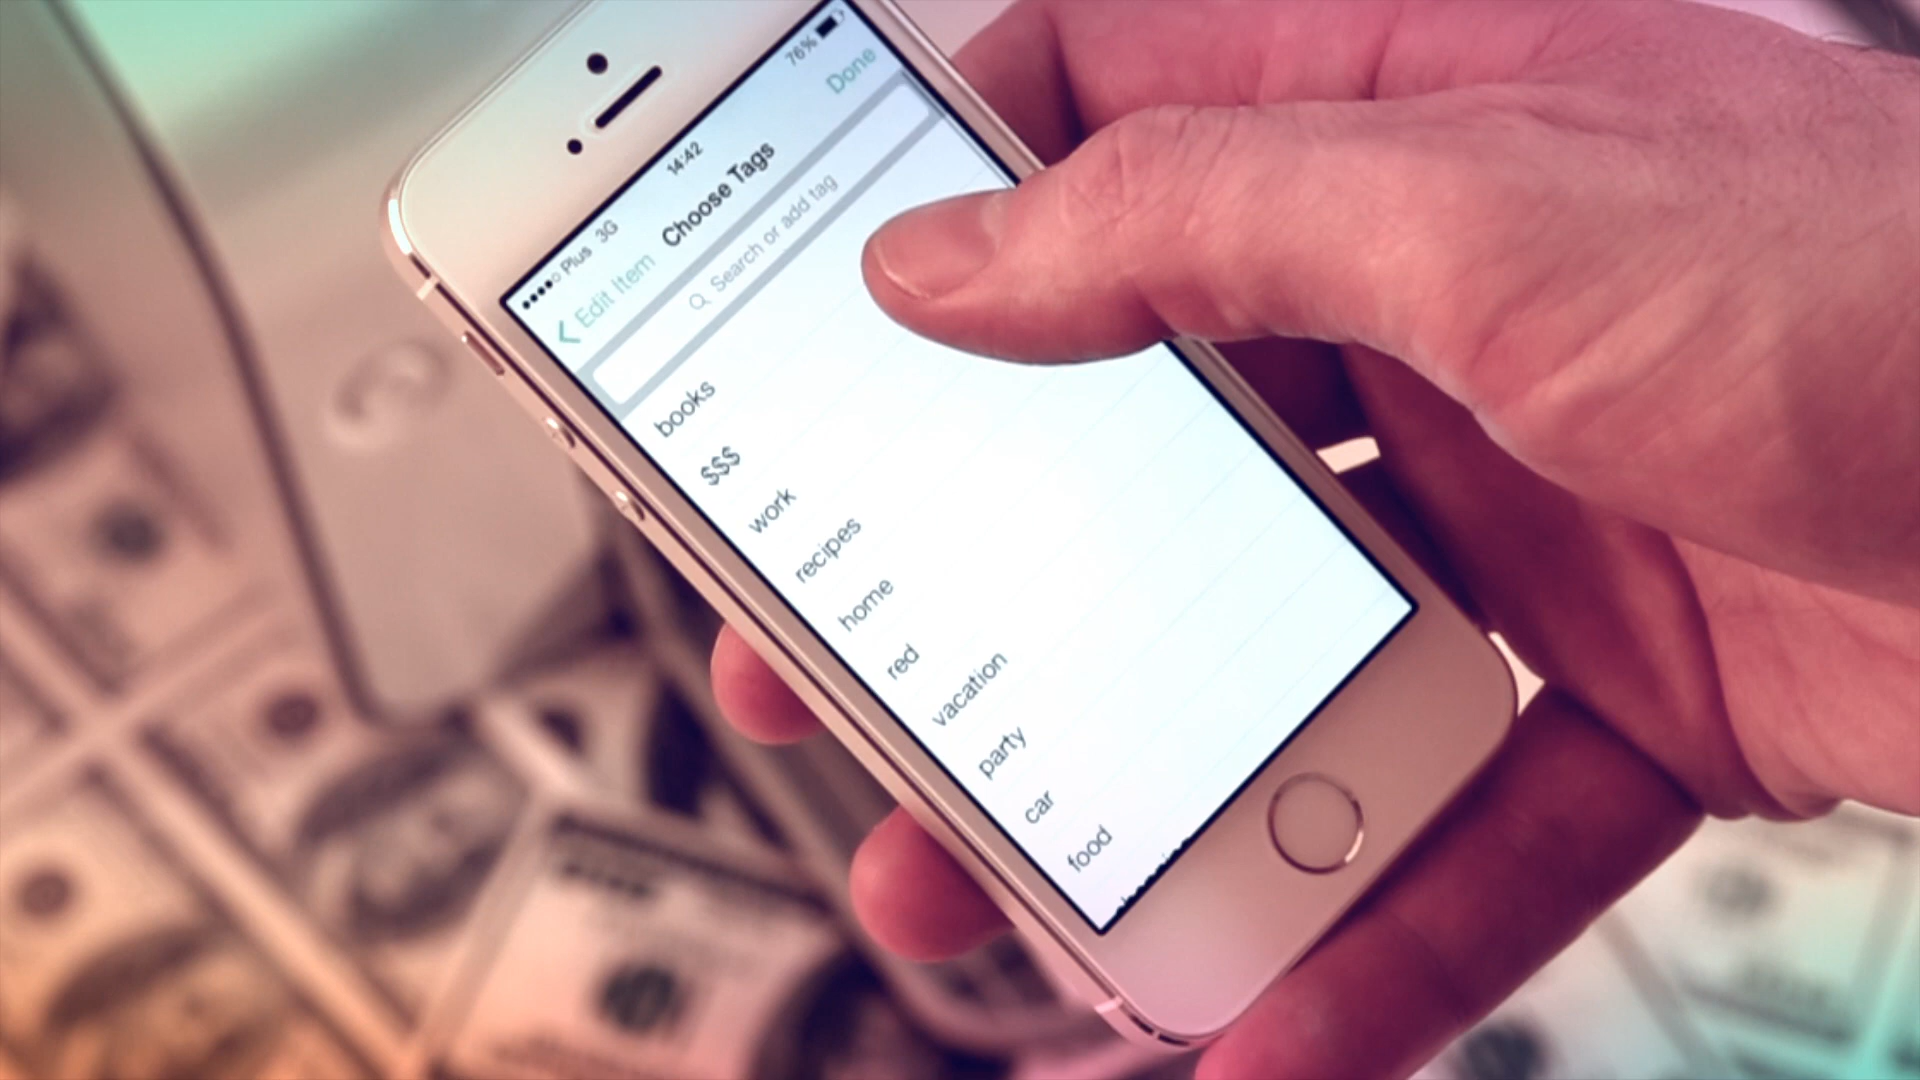 Plus 3G 14:42 76%
Edit Item Choose Tags Done
Search or add tag
books
$$$
work
recipes
home
red
vacation
party
car
food